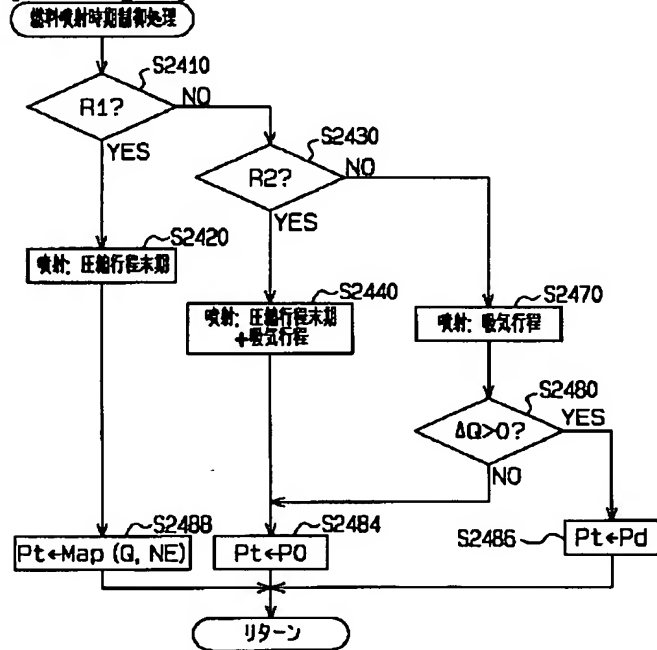 燃料噴射時期制御処理
S2410
R1?
NO
YES
S2430
R2?
NO
YES
S2420
噴射: 圧縮行程末期
S2440
噴射: 圧縮行程末期
+吸気行程
S2470
噴射: 吸気行程
S2480
ΔQ>0?
YES
NO
S2488
Pt←Map (Q, NE)
S2484
Pt←P0
S2486
Pt←Pd
リターン